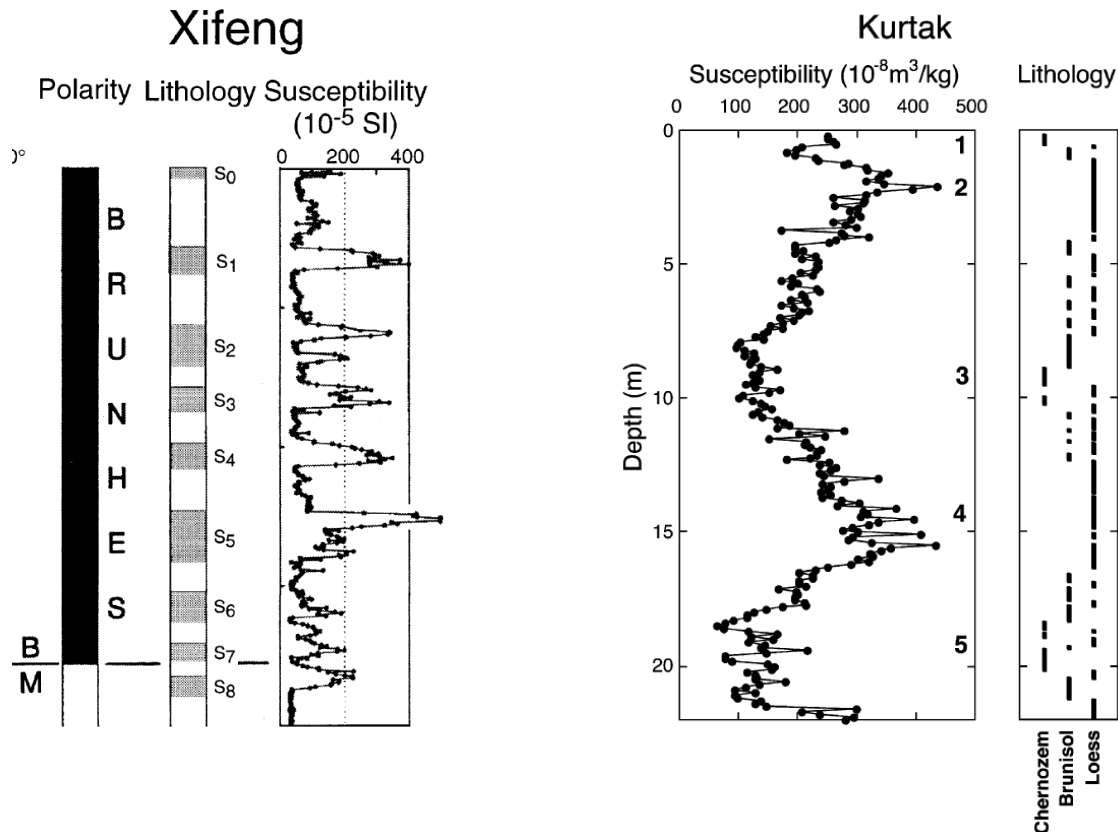 Xifeng
Polarity Lithology Susceptibility
(10⁻⁵ SI)
0 200 400
0°
B
R
U
N
H
E
S
B
M
S₀
S₁
S₂
S₃
S₄
S₅
S₆
S₇
S₈
Kurtak
Susceptibility (10⁻⁸m³/kg) Lithology
0 100 200 300 400 500
Depth (m)
0
5
10
15
20
1
2
3
4
5
Chernozem
Brunisol
Loess